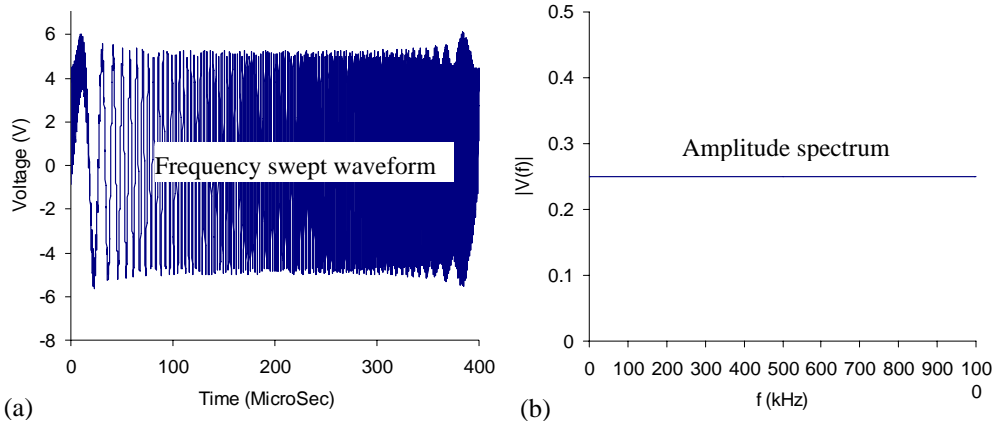 8
6
4
2
0
-2
-4
-6
-8
Voltage (V)
Frequency swept waveform
0 100 200 300 400
Time (MicroSec)
(a)
0.5
0.4
0.3
0.2
0.1
0
|V(f)|
Amplitude spectrum
0 100 200 300 400 500 600 700 800 900 100
0
f (kHz)
(b)